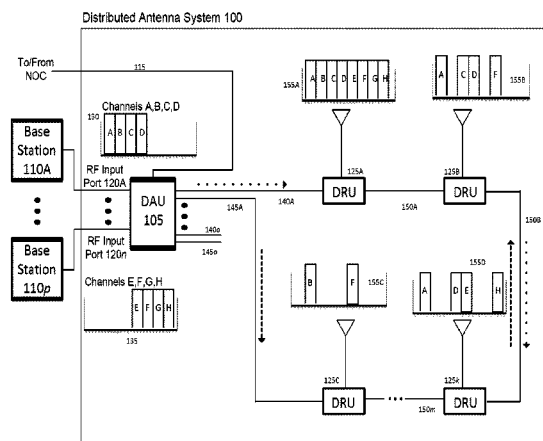 Distributed Antenna System 100
To/From
NOC
115
Channels A,B,C,D
130
A B C D
Base
Station
110A
RF Input
Port 120A
DAU
105
RF Input
Port 120n
Base
Station
110p
Channels E,F,G,H
E F G H
135
140A
145A
140o
145o
155A
A B C D E F G H
125A
DRU
150A
155B
A C D F
125B
DRU
150B
155C
B F
125C
DRU
150m
155D
A D E H
125k
DRU